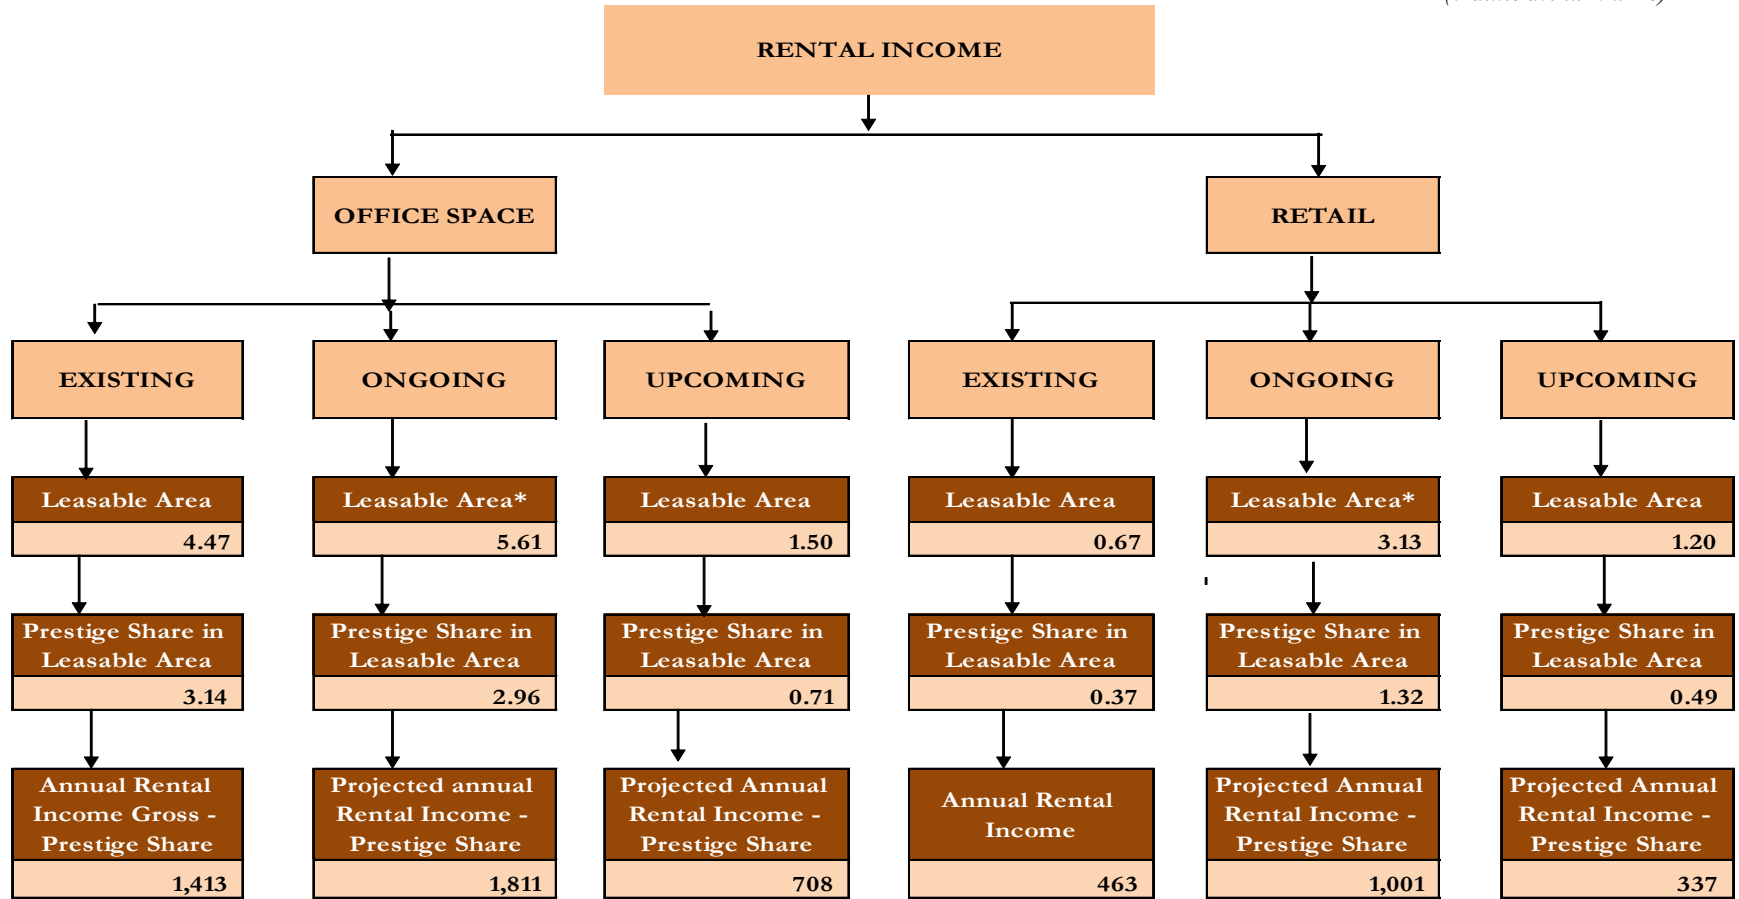 RENTAL INCOME
OFFICE SPACE
RETAIL
EXISTING
ONGOING
UPCOMING
EXISTING
ONGOING
UPCOMING
Leasable Area
Leasable Area*
Leasable Area
Leasable Area
Leasable Area*
Leasable Area
4.47
5.61
1.50
0.67
3.13
1.20
Prestige Share in
Leasable Area
Prestige Share in
Leasable Area
Prestige Share in
Leasable Area
Prestige Share in
Leasable Area
Prestige Share in
Leasable Area
Prestige Share in
Leasable Area
3.14
2.96
0.71
0.37
1.32
0.49
Annual Rental
Income Gross -
Prestige Share
Projected annual
Rental Income -
Prestige Share
Projected Annual
Rental Income -
Prestige Share
Annual Rental
Income
Projected Annual
Rental Income -
Prestige Share
Projected Annual
Rental Income -
Prestige Share
1,413
1,811
708
463
1,001
337